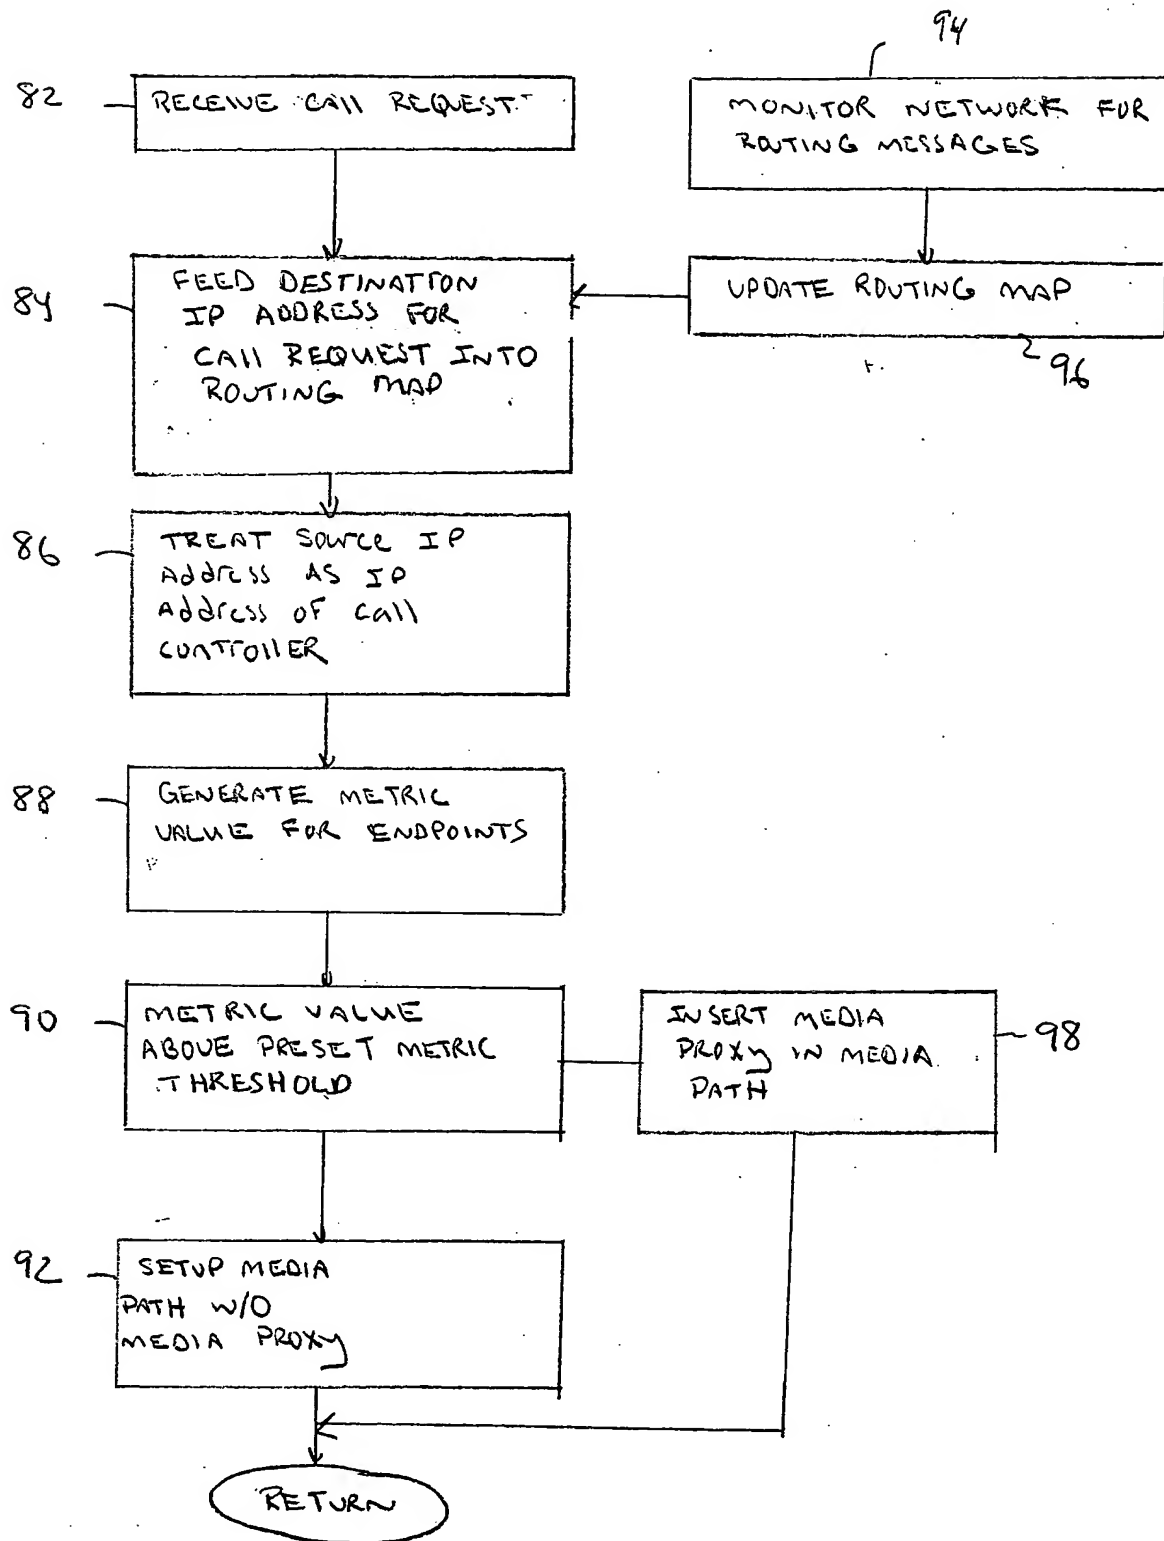 94
82
RECEIVE CALL REQUEST
MONITOR NETWORK FOR
ROUTING MESSAGES
84
FEED DESTINATION
IP ADDRESS FOR
CALL REQUEST INTO
ROUTING MAP
UPDATE ROUTING MAP
96
86
TREAT Source IP
Address AS IP
Address OF Call
CONTROLLER
88
GENERATE METRIC
VALUE FOR ENDPOINTS
90
METRIC VALUE
ABOVE PRESET METRIC
THRESHOLD
INSERT MEDIA
PROXY IN MEDIA
PATH
98
92
SETUP MEDIA
PATH W/O
MEDIA PROXY
RETURN